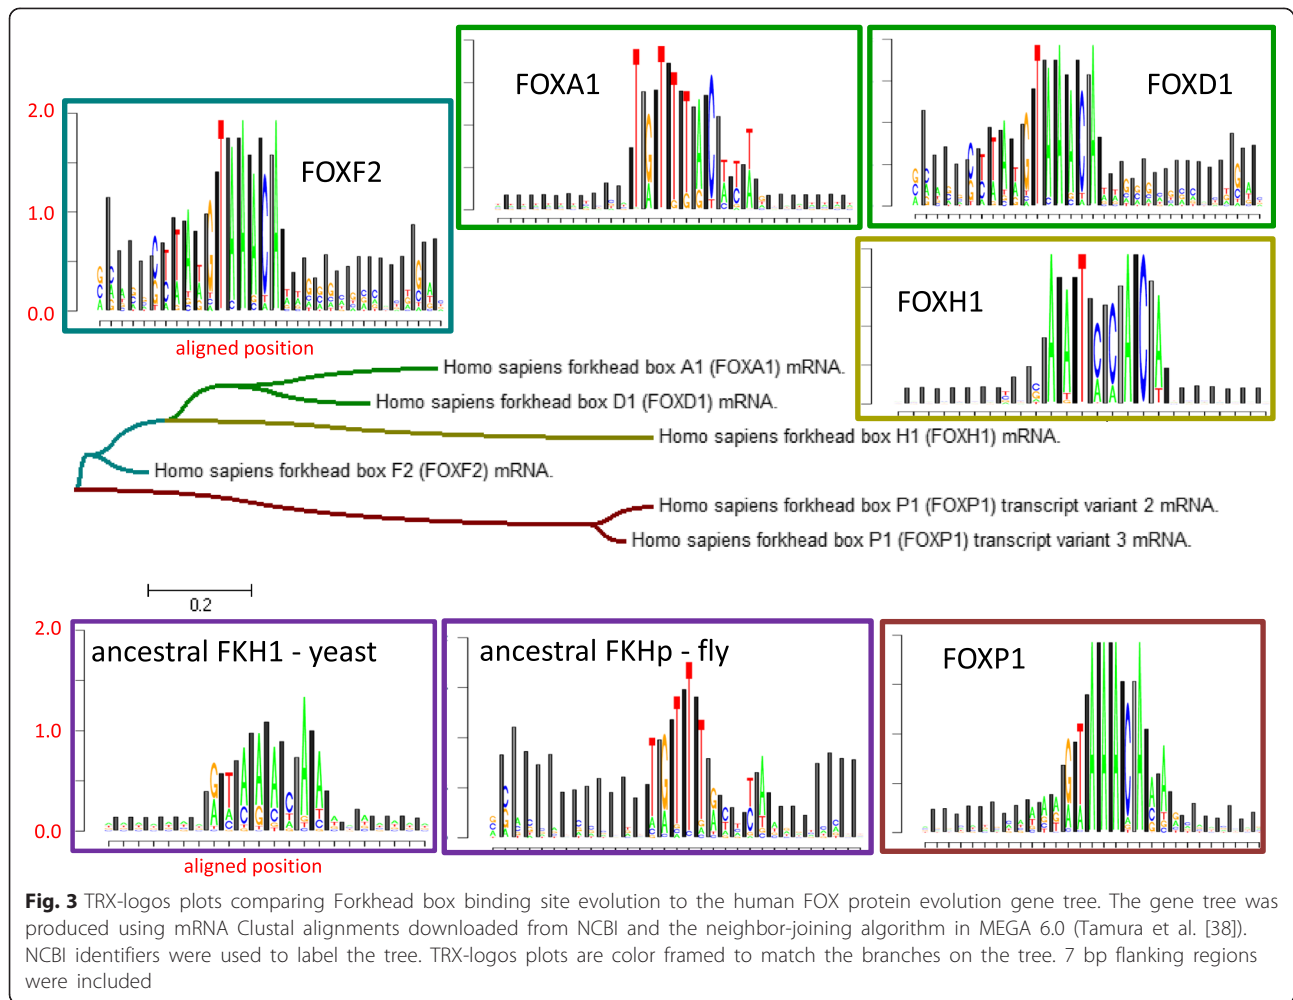 FOXA1
FOXD1
2.0
FOXF2
1.0
0.0
FOXH1
aligned position
Homo sapiens forkhead box A1 (FOXA1) mRNA.
Homo sapiens forkhead box D1 (FOXD1) mRNA.
Homo sapiens forkhead box H1 (FOXH1) mRNA.
Homo sapiens forkhead box F2 (FOXF2) mRNA.
Homo sapiens forkhead box P1 (FOXP1) transcript variant 2 mRNA.
Homo sapiens forkhead box P1 (FOXP1) transcript variant 3 mRNA.
0.2
2.0
ancestral FKH1 - yeast
ancestral FKHp - fly
FOXP1
1.0
0.0
aligned position
Fig. 3 TRX-logos plots comparing Forkhead box binding site evolution to the human FOX protein evolution gene tree. The gene tree was
produced using mRNA Clustal alignments downloaded from NCBI and the neighbor-joining algorithm in MEGA 6.0 (Tamura et al. [38]).
NCBI identifiers were used to label the tree. TRX-logos plots are color framed to match the branches on the tree. 7 bp flanking regions
were included